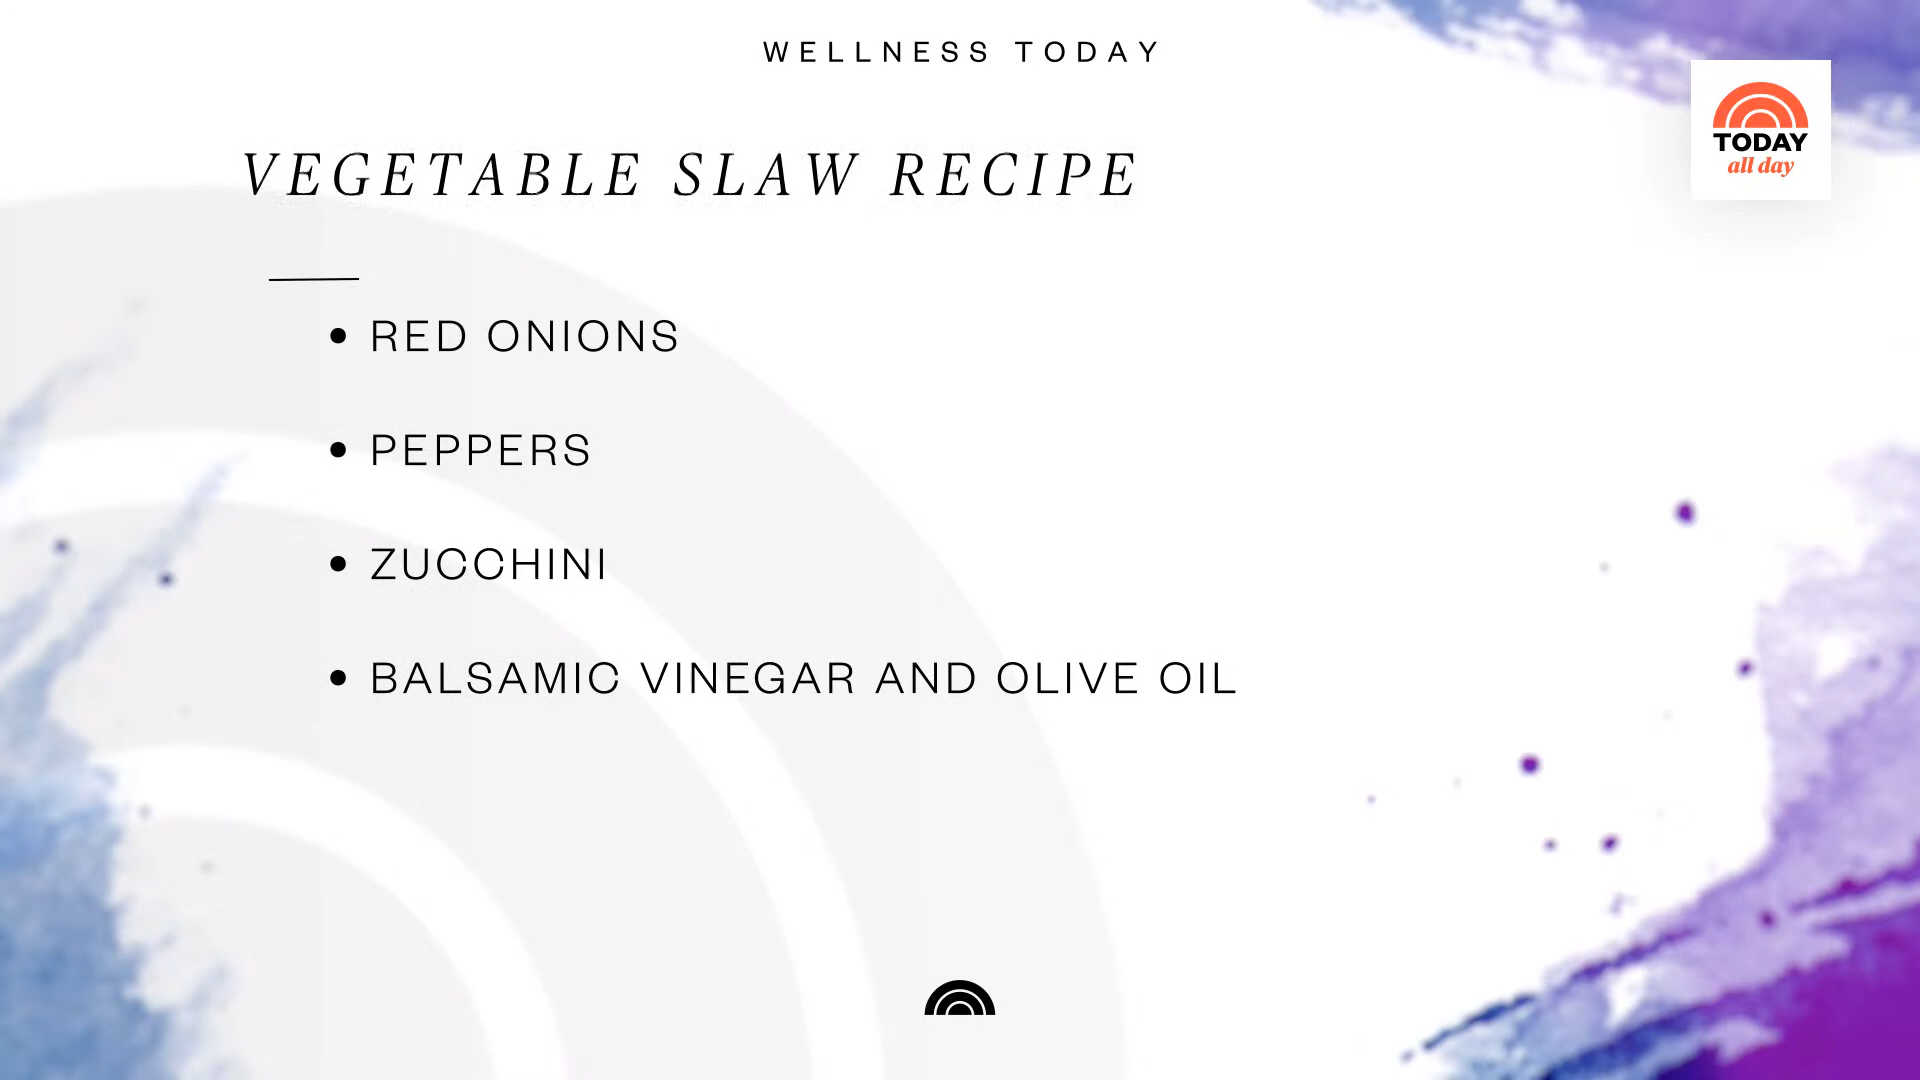 WELLNESS TODAY
VEGETABLE SLAW RECIPE
TODAY
all day
• RED ONIONS
• PEPPERS
• ZUCCHINI
• BALSAMIC VINEGAR AND OLIVE OIL